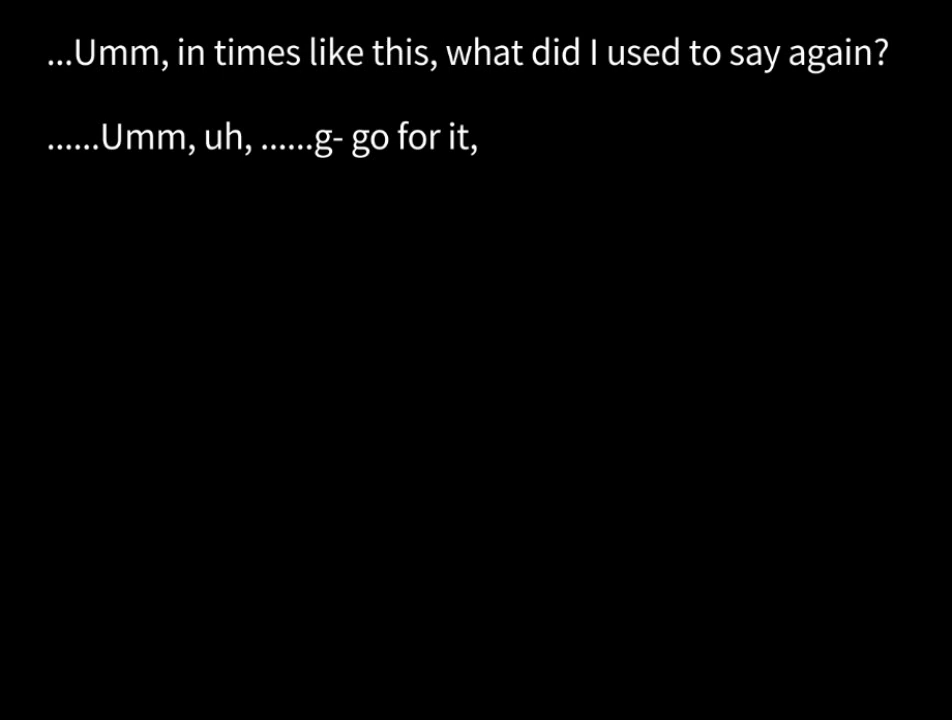 ...Umm, in times like this, what did I used to say again?
......Umm, uh, ......g- go for it,